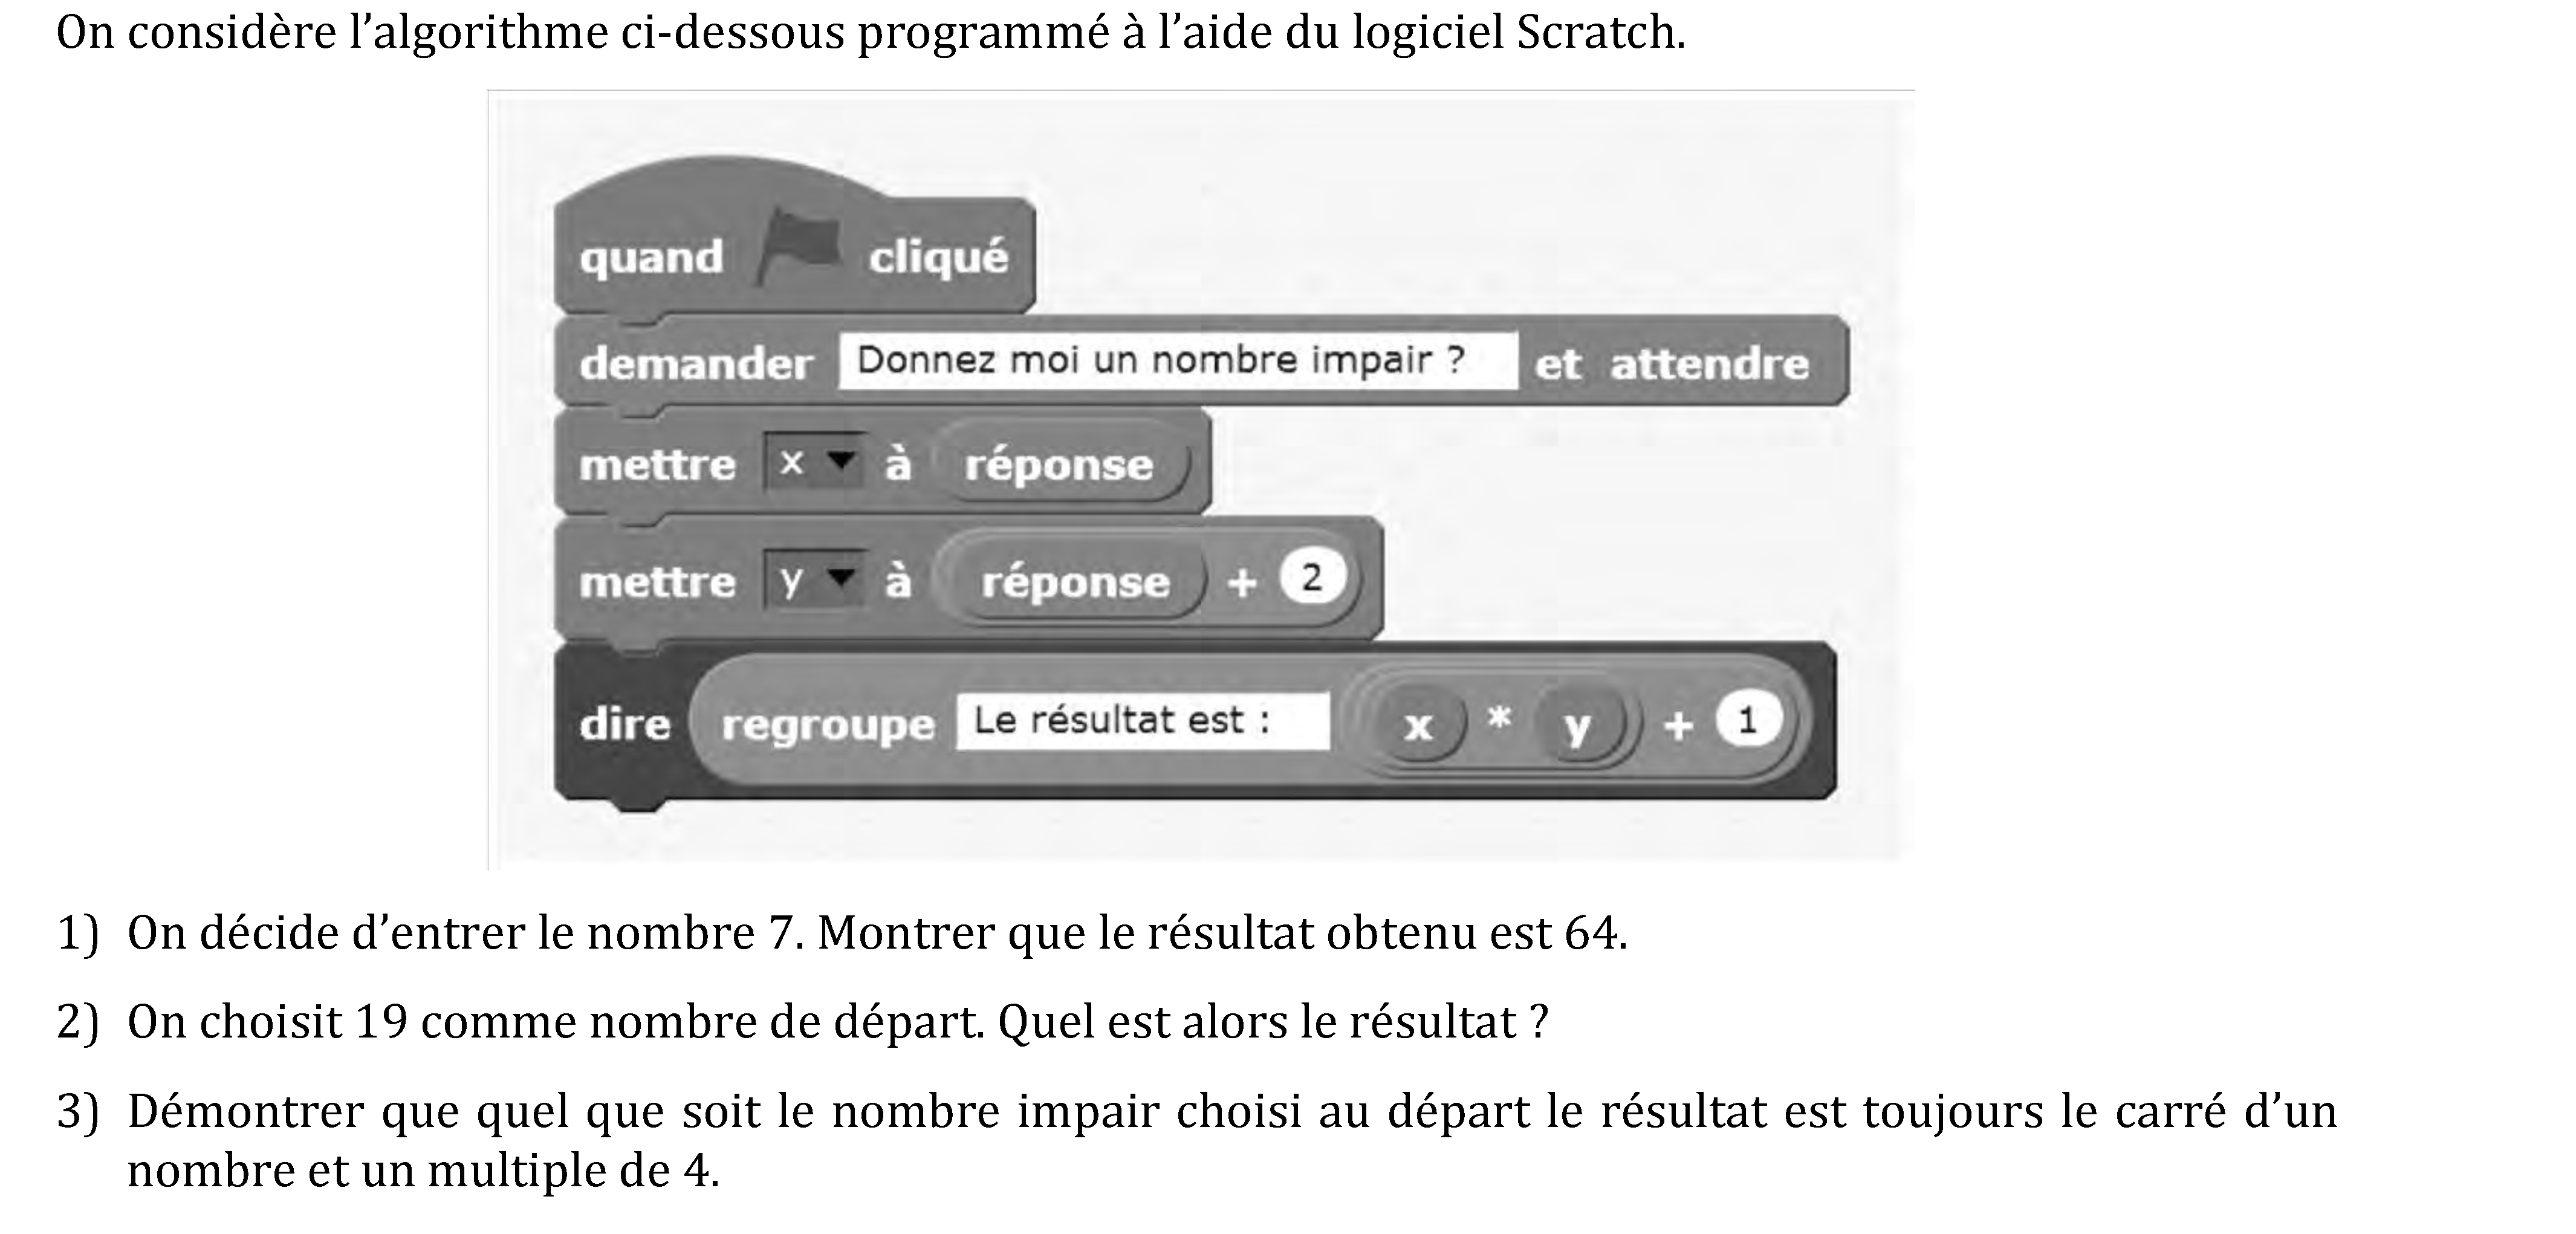 On considère l’algorithme ci-dessous programmé à l’aide du logiciel Scratch.
quand cliqué
demander Donnez moi un nombre impair ? et attendre
mettre x à réponse
mettre y à réponse + 2
dire regroupe Le résultat est : x * y + 1
1) On décide d’entrer le nombre 7. Montrer que le résultat obtenu est 64.
2) On choisit 19 comme nombre de départ. Quel est alors le résultat ?
3) Démontrer que quel que soit le nombre impair choisi au départ le résultat est toujours le carré d’un
nombre et un multiple de 4.